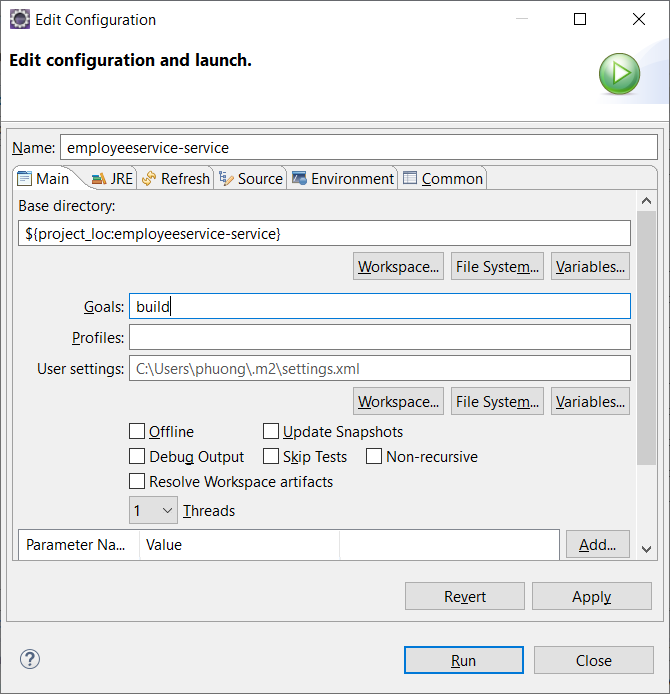 Edit Configuration
Edit configuration and launch.
Name: employeeservice-service
Main JRE Refresh Source Environment Common
Base directory:
${project_loc:employeeservice-service}
Workspace... File System... Variables...
Goals: build
Profiles:
User settings: C:\Users\phuong\.m2\settings.xml
Workspace... File System... Variables...
Offline Update Snapshots
Debug Output Skip Tests Non-recursive
Resolve Workspace artifacts
1 Threads
Parameter Na... Value Add...
Revert Apply
? Run Close